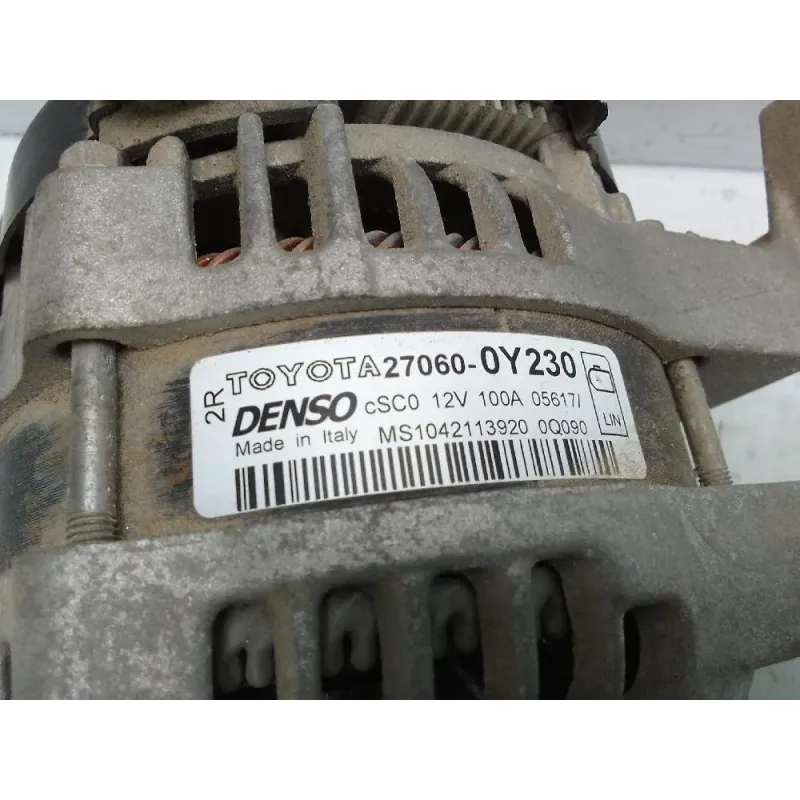 2R TOYOTA 27060-0Y230
DENSO cSC0 12V 100A 05617/
Made in Italy MS1042113920 0Q090
LIN